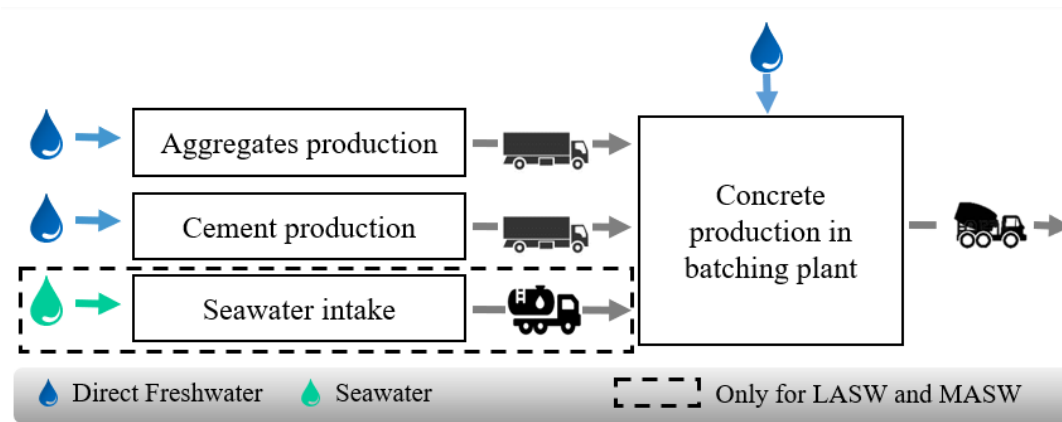 Aggregates production
Cement production
Seawater intake
Concrete
production in
batching plant
Direct Freshwater
Seawater
Only for LASW and MASW